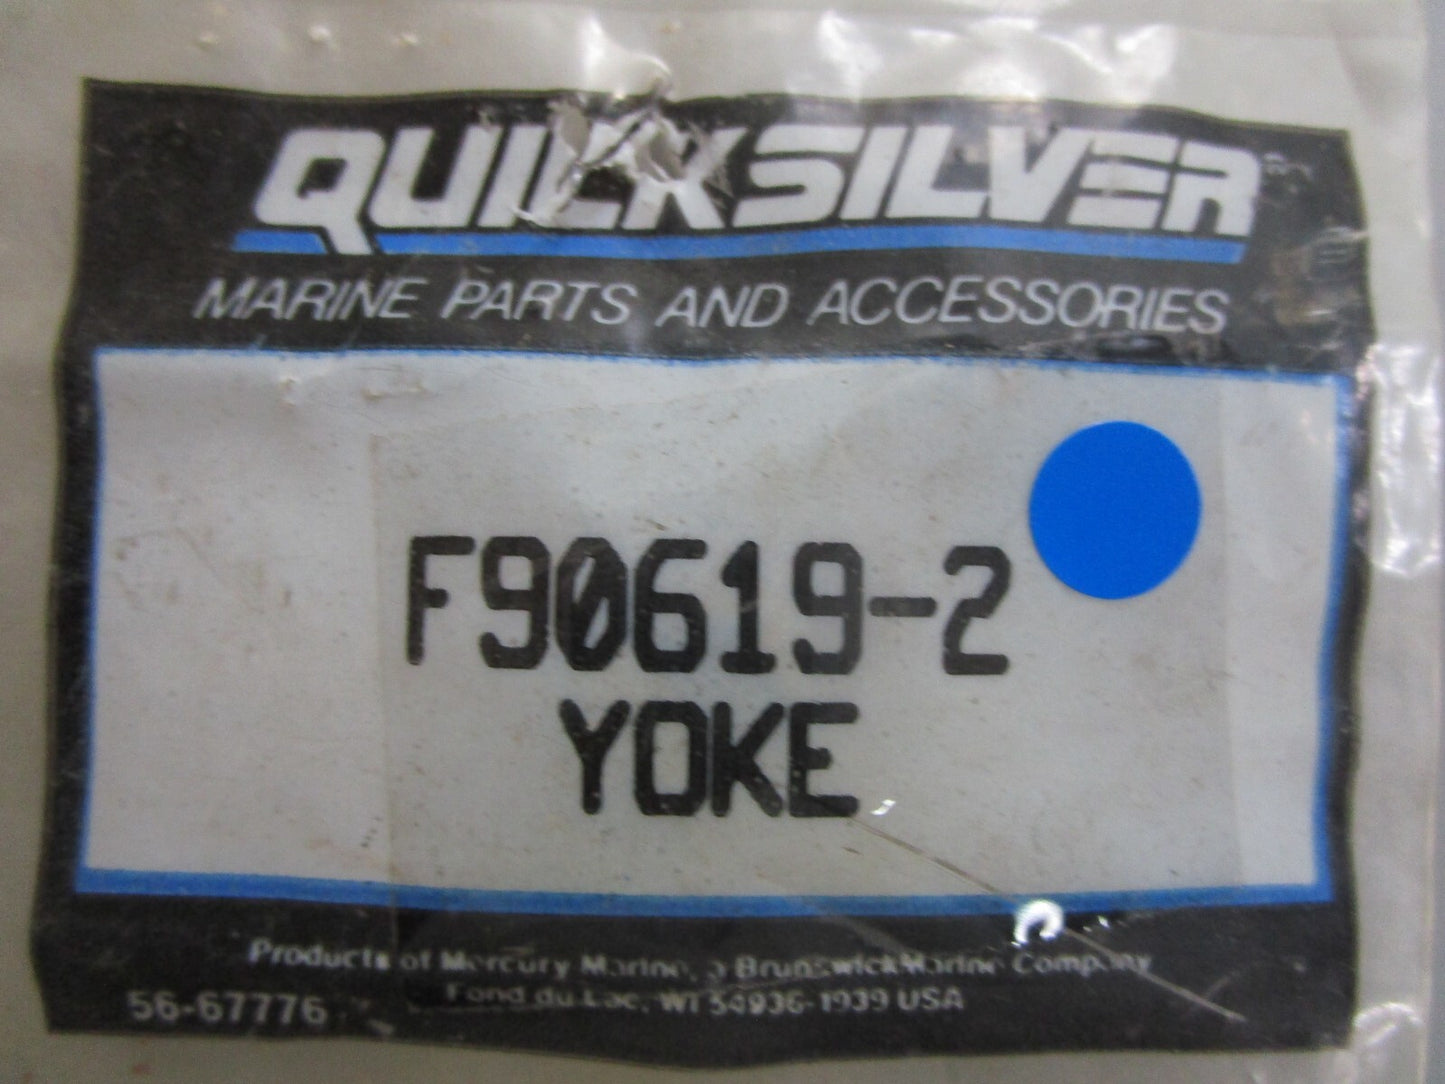 QUICKSILVER
MARINE PARTS AND ACCESSORIES
F90619-2
YOKE
Products of Mercury Marine, a Brunswick Marine Company
56-67776 Fond du Lac, WI 54936-1939 USA